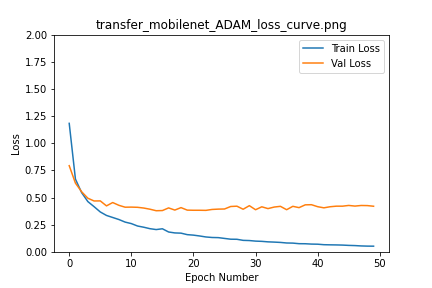 transfer_mobilenet_ADAM_loss_curve.png
2.00
1.75
1.50
1.25
1.00
0.75
0.50
0.25
0.00
Loss
Train Loss
Val Loss
0 10 20 30 40 50
Epoch Number